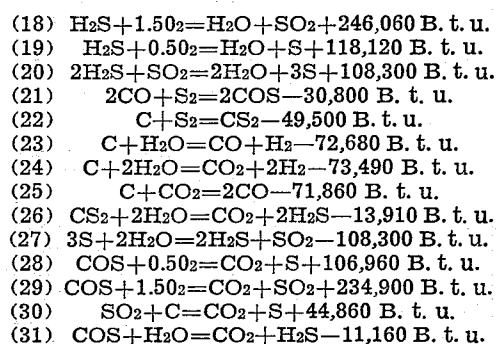 (18) H2S+1.5O2=H2O+SO2+246,060 B. t. u.
(19) H2S+0.5O2=H2O+S+118,120 B. t. u.
(20) 2H2S+SO2=2H2O+3S+108,300 B. t. u.
(21) 2CO+S2=2COS—30,800 B. t. u.
(22) C+S2=CS2—49,500 B. t. u.
(23) C+H2O=CO+H2—72,680 B. t. u.
(24) C+2H2O=CO2+2H2—73,490 B. t. u.
(25) C+CO2=2CO—71,860 B. t. u.
(26) CS2+2H2O=CO2+2H2S—13,910 B. t. u.
(27) 3S+2H2O=2H2S+SO2—108,300 B. t. u.
(28) COS+0.5O2=CO2+S+106,960 B. t. u.
(29) COS+1.5O2=CO2+SO2+234,900 B. t. u.
(30) SO2+C=CO2+S+44,860 B. t. u.
(31) COS+H2O=CO2+H2S—11,160 B. t. u.